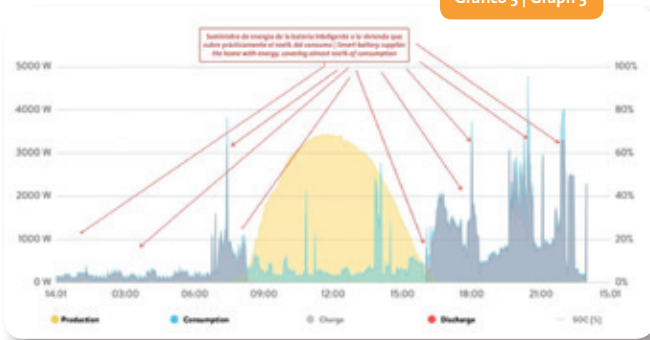 Gráfico 5 | Graph 5
Suministro de energía de la batería inteligente a la vivienda que
cubre prácticamente el 100% del consumo | Smart battery supplies
the home with energy, covering almost 100% of consumption
5000 W
100%
4000 W
80%
3000 W
60%
2000 W
40%
1000 W
20%
0 W
0%
14.01
03:00
06:00
09:00
12:00
15:00
18:00
21:00
15.01
Production
Consumption
Charge
Discharge
SOC [%]